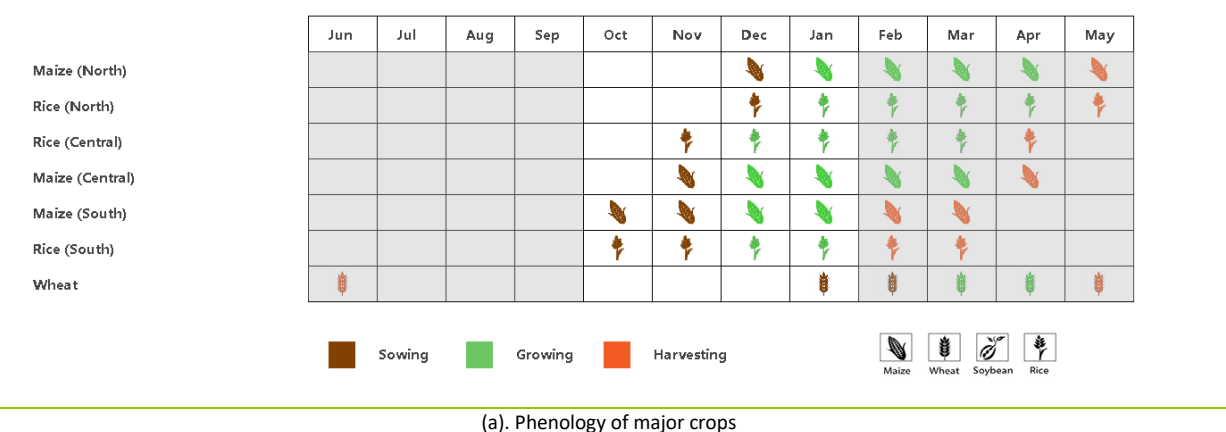 Jun Jul Aug Sep Oct Nov Dec Jan Feb Mar Apr May
Maize (North)
Rice (North)
Rice (Central)
Maize (Central)
Maize (South)
Rice (South)
Wheat
Sowing Growing Harvesting
Maize Wheat Soybean Rice
(a). Phenology of major crops